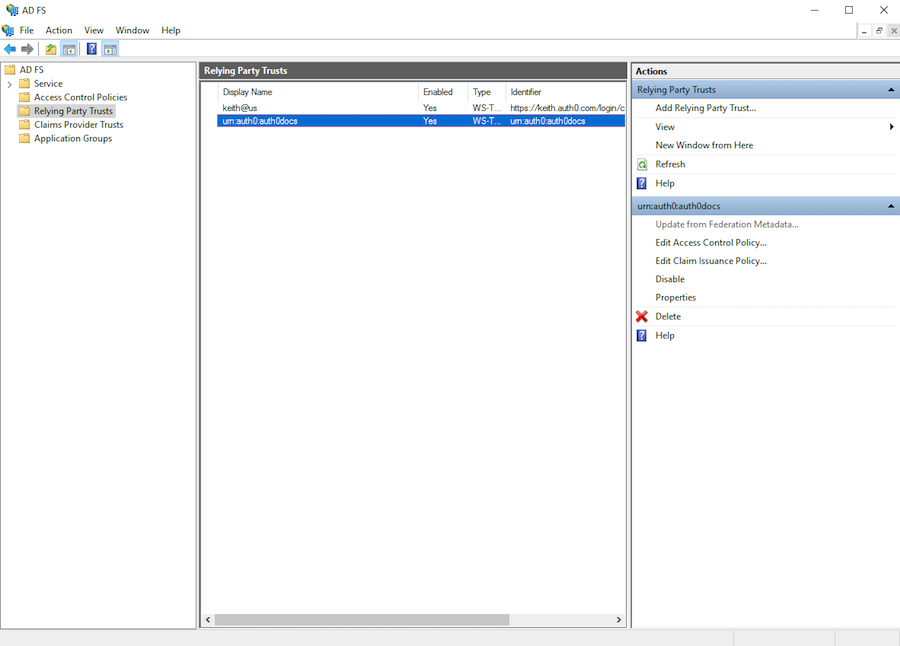 AD FS
File Action View Window Help
AD FS
Service
Access Control Policies
Relying Party Trusts
Claims Provider Trusts
Application Groups
Relying Party Trusts
Display Name Enabled Type Identifier
keith@us Yes WS-T... https://keith.auth0.com/login/c
urn:auth0:auth0docs Yes WS-T... urn:auth0:auth0docs
Actions
Relying Party Trusts
Add Relying Party Trust...
View
New Window from Here
Refresh
Help
urn:auth0:auth0docs
Update from Federation Metadata...
Edit Access Control Policy...
Edit Claim Issuance Policy...
Disable
Properties
Delete
Help